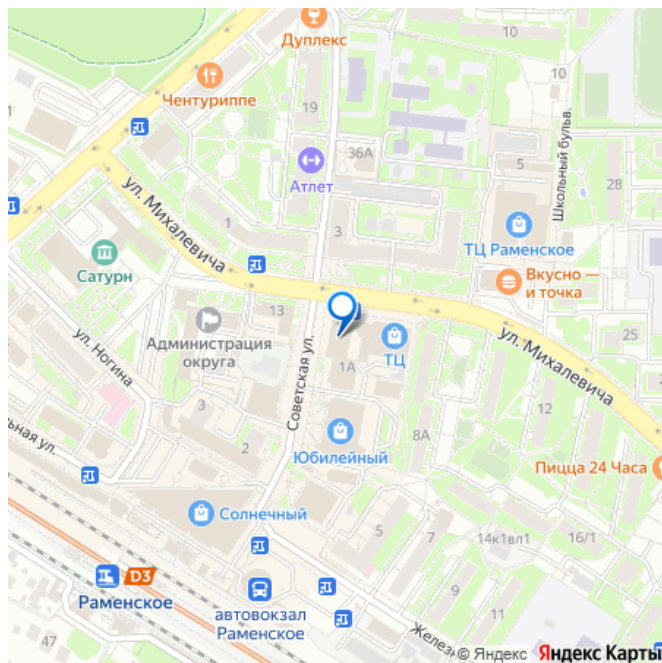 Дуплекс
10
Чентуриппе
19
10
36А
5
Школьный бульв.
28
Атлет
ул. Михалевича
1
3
ТЦ Раменское
Сатурн
Вкусно —
и точка
13
Администрация
округа
ТЦ
25
ул. Ногина
Советская ул.
1А
ул. Михалевича
3
12
2
8А
Юбилейный
Пицца 24 Часа
Солнечный
5
7
14к1вл1
16/1
D3
Раменское
автовокзал
Раменское
9
11
47
© Яндекс Яндекс Карты